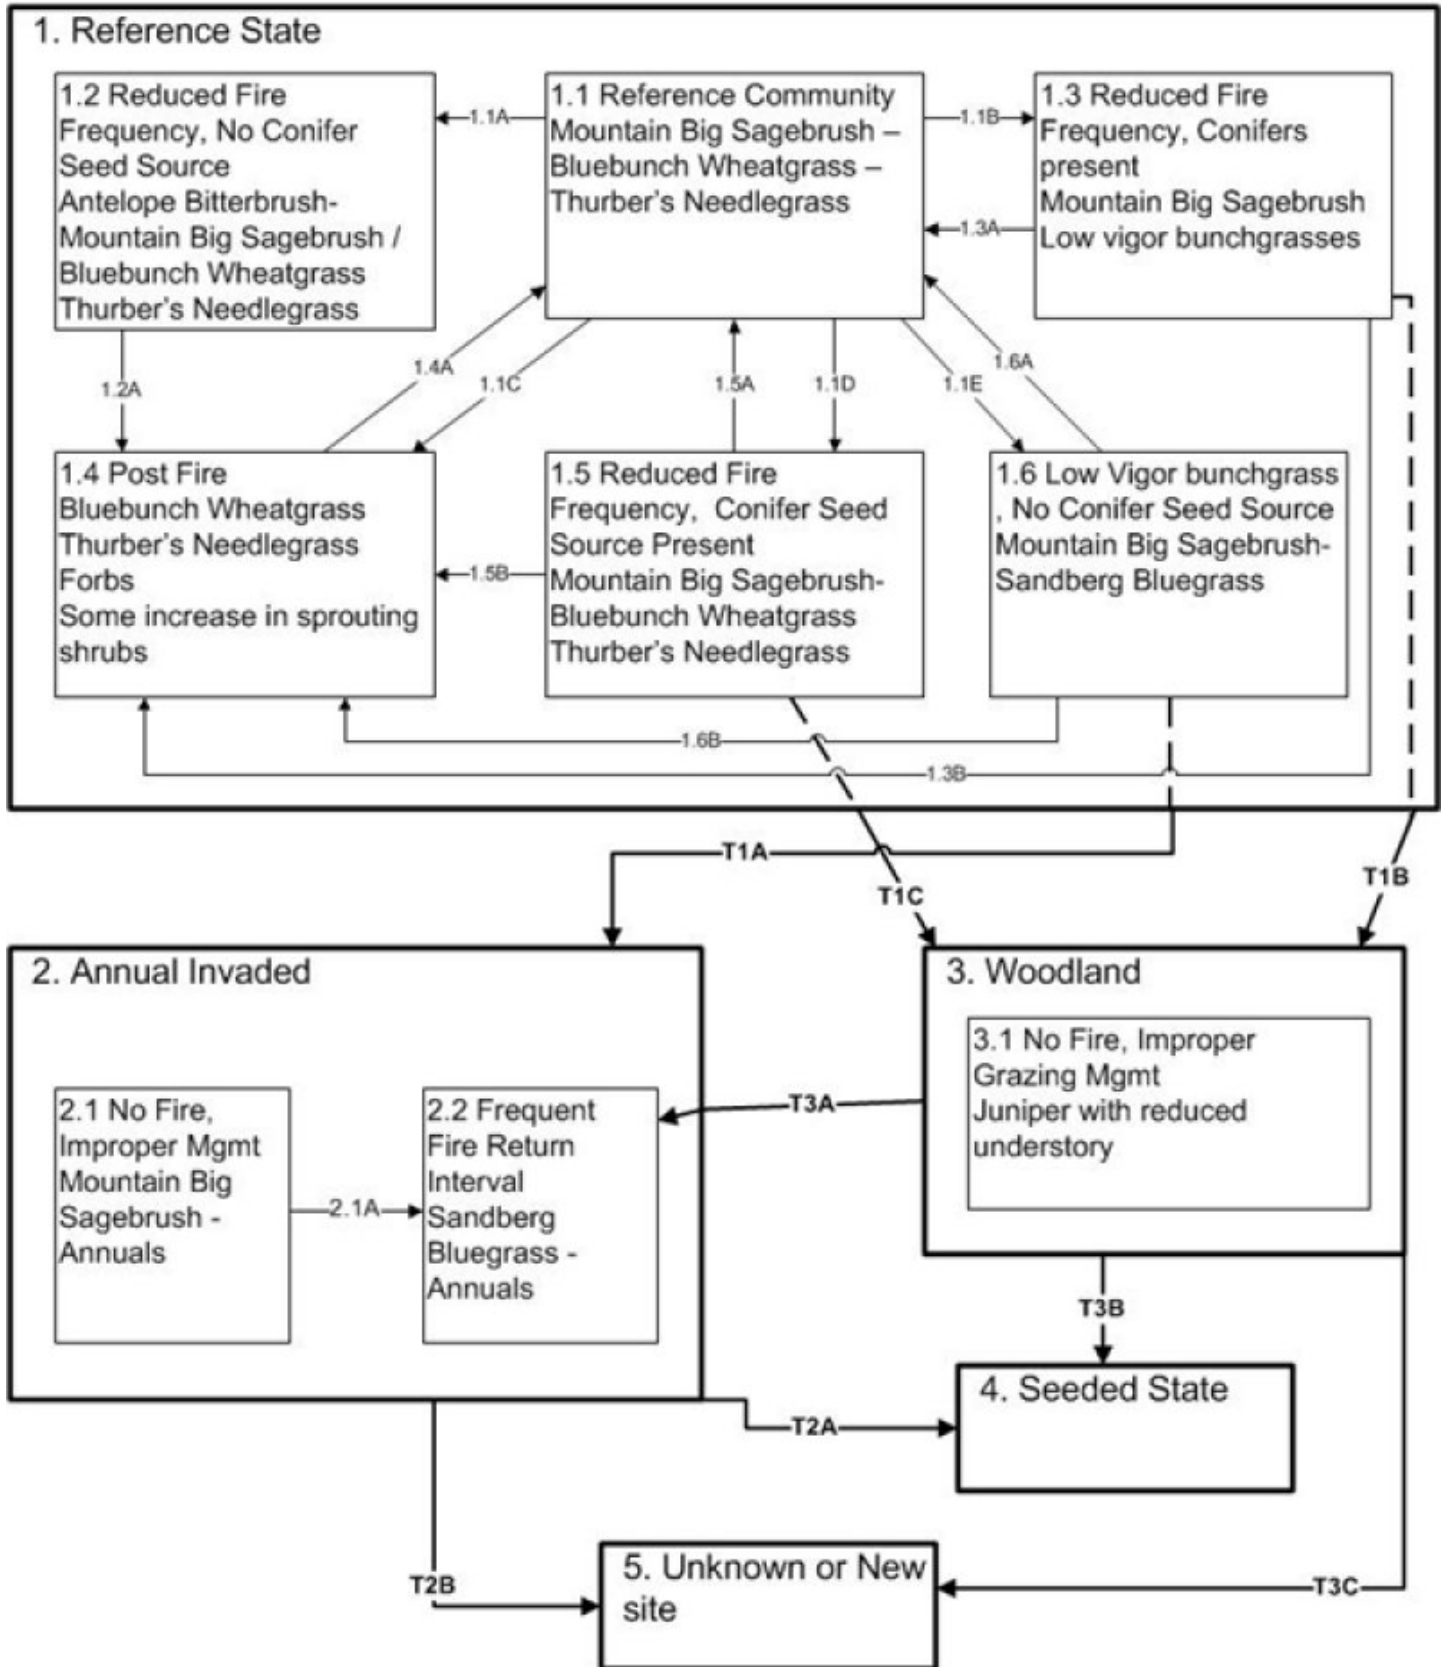 1. Reference State
1.2 Reduced Fire
Frequency, No Conifer
Seed Source
Antelope Bitterbrush-
Mountain Big Sagebrush /
Bluebunch Wheatgrass
Thurber's Needlegrass
1.1A
1.1 Reference Community
Mountain Big Sagebrush –
Bluebunch Wheatgrass –
Thurber's Needlegrass
1.1B
1.3A
1.3 Reduced Fire
Frequency, Conifers
present
Mountain Big Sagebrush
Low vigor bunchgrasses
1.2A
1.4A
1.1C
1.5A
1.1D
1.1E
1.6A
1.4 Post Fire
Bluebunch Wheatgrass
Thurber's Needlegrass
Forbs
Some increase in sprouting
shrubs
1.5B
1.5 Reduced Fire
Frequency, Conifer Seed
Source Present
Mountain Big Sagebrush-
Bluebunch Wheatgrass
Thurber's Needlegrass
1.6 Low Vigor bunchgrass
, No Conifer Seed Source
Mountain Big Sagebrush-
Sandberg Bluegrass
1.6B
1.3B
T1A
T1C
T1B
2. Annual Invaded
2.1 No Fire,
Improper Mgmt
Mountain Big
Sagebrush -
Annuals
2.1A
2.2 Frequent
Fire Return
Interval
Sandberg
Bluegrass -
Annuals
T3A
3. Woodland
3.1 No Fire, Improper
Grazing Mgmt
Juniper with reduced
understory
T3B
4. Seeded State
T2A
T2B
5. Unknown or New
site
T3C